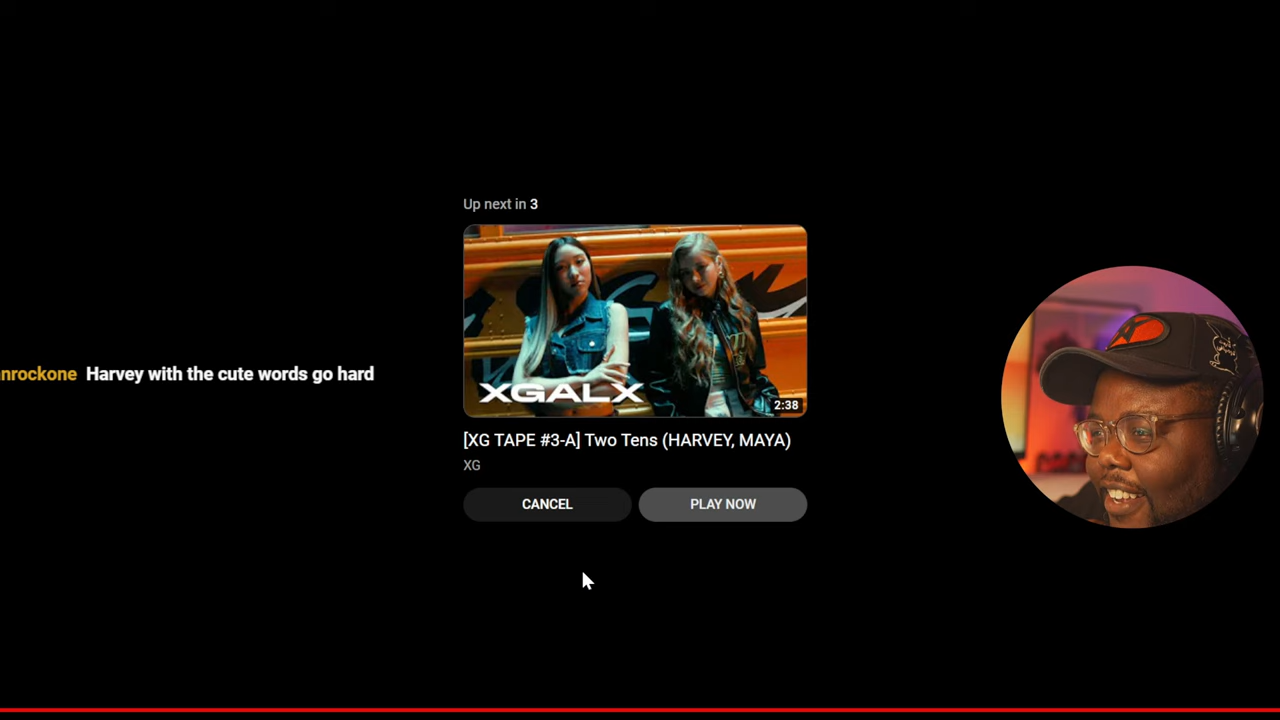 Up next in 3
nrockone Harvey with the cute words go hard
XGALX
2:38
[XG TAPE #3-A] Two Tens (HARVEY, MAYA)
XG
CANCEL
PLAY NOW